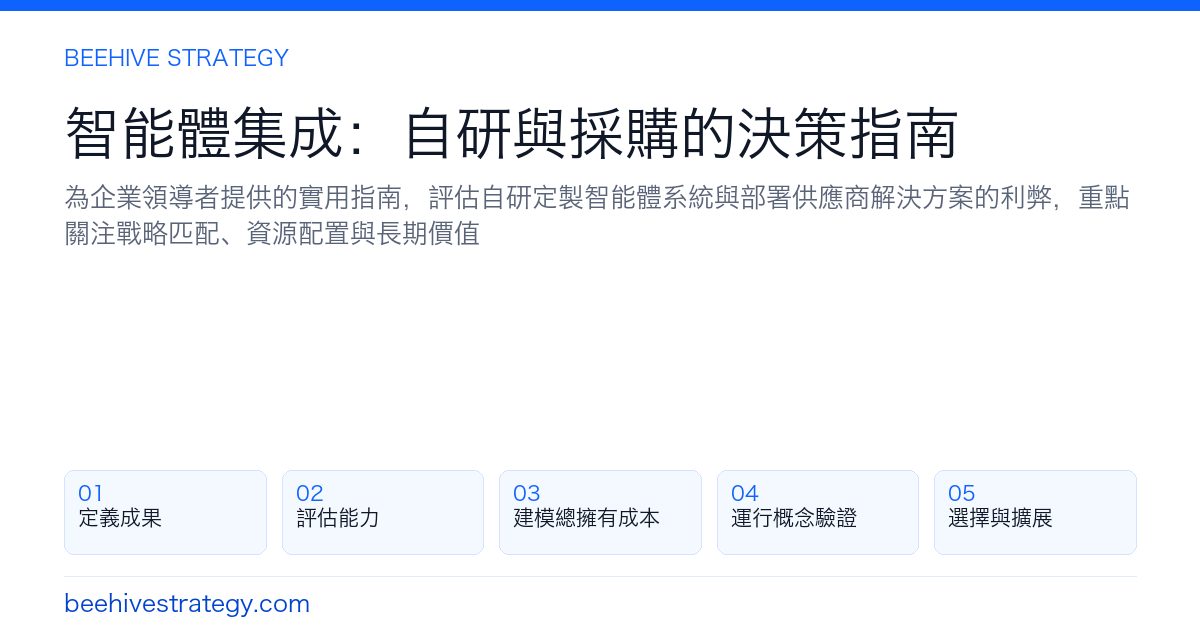 BEEHIVE STRATEGY
智能體集成：自研與採購的決策指南
為企業領導者提供的實用指南，評估自研定製智能體系統與部署供應商解決方案的利弊，重點
關注戰略匹配、資源配置與長期價值
01
定義成果
02
評估能力
03
建模總擁有成本
04
運行概念驗證
05
選擇與擴展
beehivestrategy.com